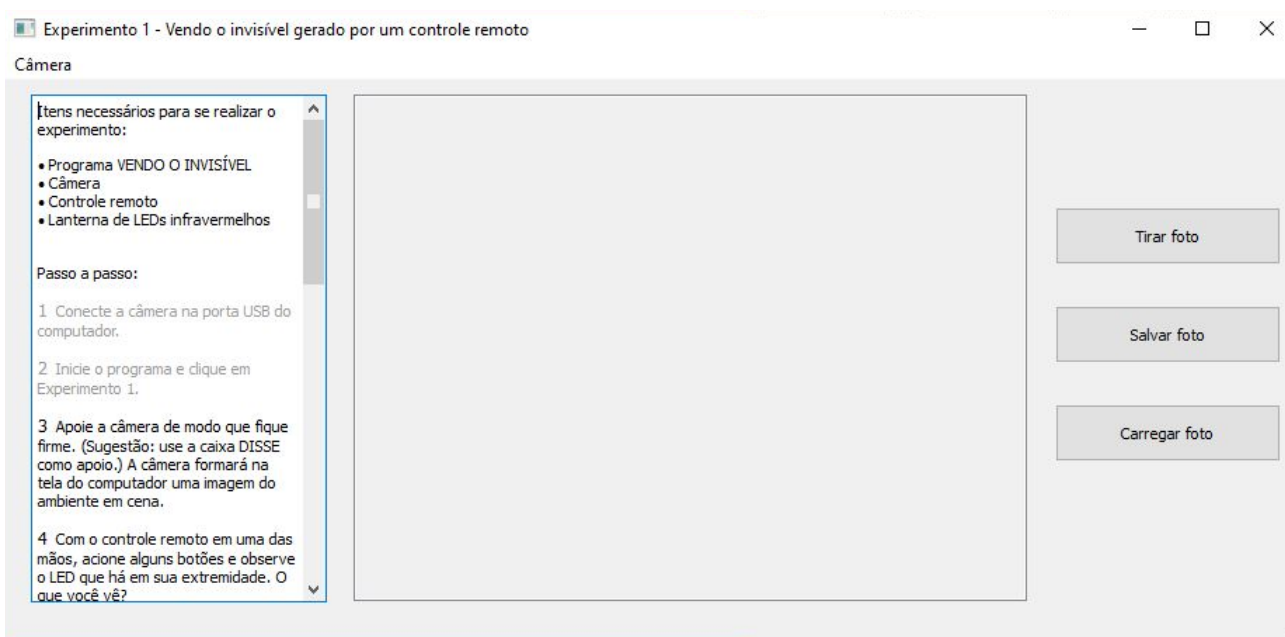 Experimento 1 - Vendo o invisível gerado por um controle remoto
Câmera
Itens necessários para se realizar o
experimento:
• Programa VENDO O INVISÍVEL
• Câmera
• Controle remoto
• Lanterna de LEDs infravermelhos
Passo a passo:
1 Conecte a câmera na porta USB do
computador.
2 Inicie o programa e clique em
Experimento 1.
3 Apoie a câmera de modo que fique
firme. (Sugestão: use a caixa DISSE
como apoio.) A câmera formará na
tela do computador uma imagem do
ambiente em cena.
4 Com o controle remoto em uma das
mãos, acione alguns botões e observe
o LED que há em sua extremidade. O
que você vê?
Tirar foto
Salvar foto
Carregar foto